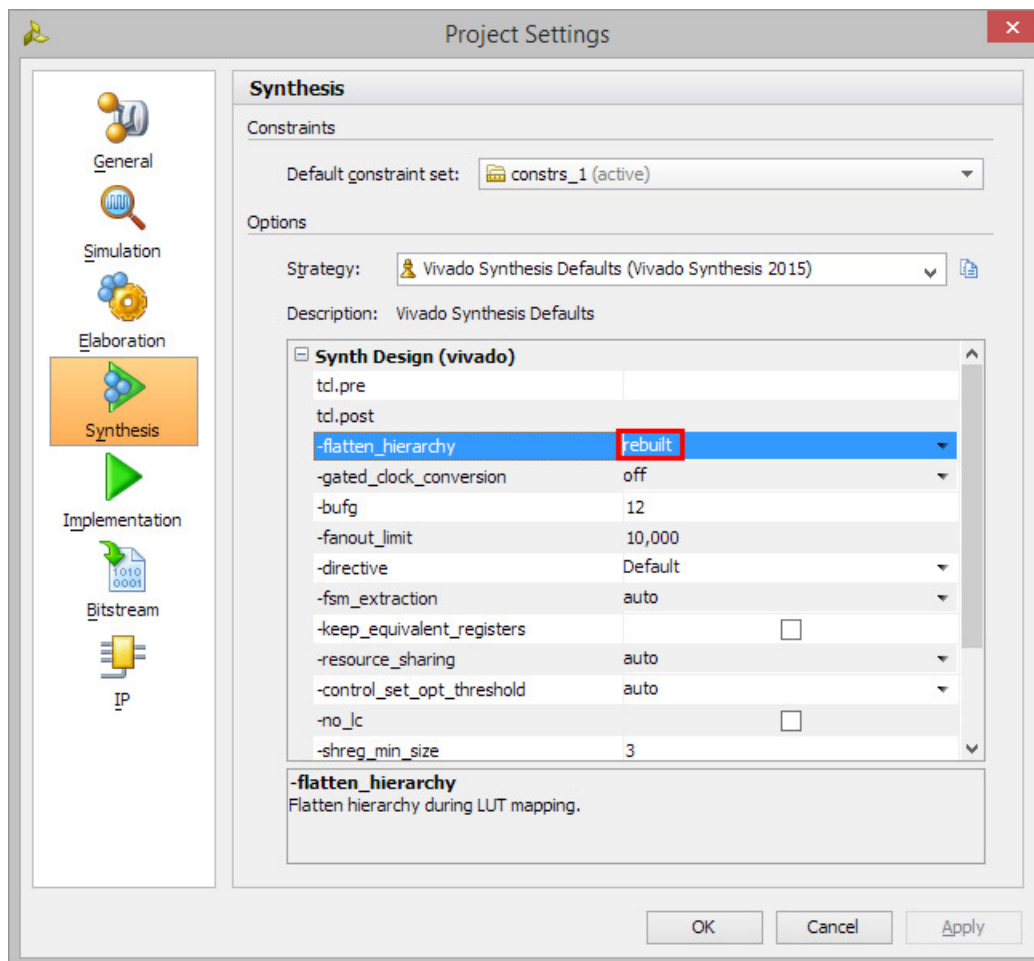 Project Settings
General
Simulation
Elaboration
Synthesis
Implementation
1010
0001
Bitstream
IP
Synthesis
Constraints
Default constraint set: constrs_1 (active)
Options
Strategy: Vivado Synthesis Defaults (Vivado Synthesis 2015)
Description: Vivado Synthesis Defaults
Synth Design (vivado)
tcl.pre
tcl.post
-flatten_hierarchy rebuilt
-gated_clock_conversion off
-bufg 12
-fanout_limit 10,000
-directive Default
-fsm_extraction auto
-keep_equivalent_registers
-resource_sharing auto
-control_set_opt_threshold auto
-no_lc
-shreg_min_size 3
-flatten_hierarchy
Flatten hierarchy during LUT mapping.
OK Cancel Apply